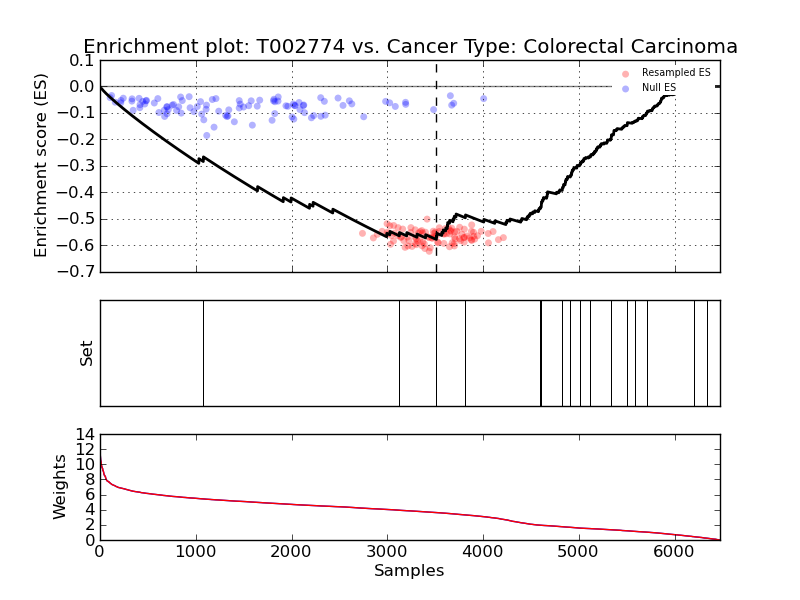 Enrichment plot: T002774 vs. Cancer Type: Colorectal Carcinoma
Enrichment score (ES)
0.1
0.0
−0.1
−0.2
−0.3
−0.4
−0.5
−0.6
−0.7
Resampled ES
Null ES
Set
Weights
14
12
10
8
6
4
2
0
0 1000 2000 3000 4000 5000 6000
Samples